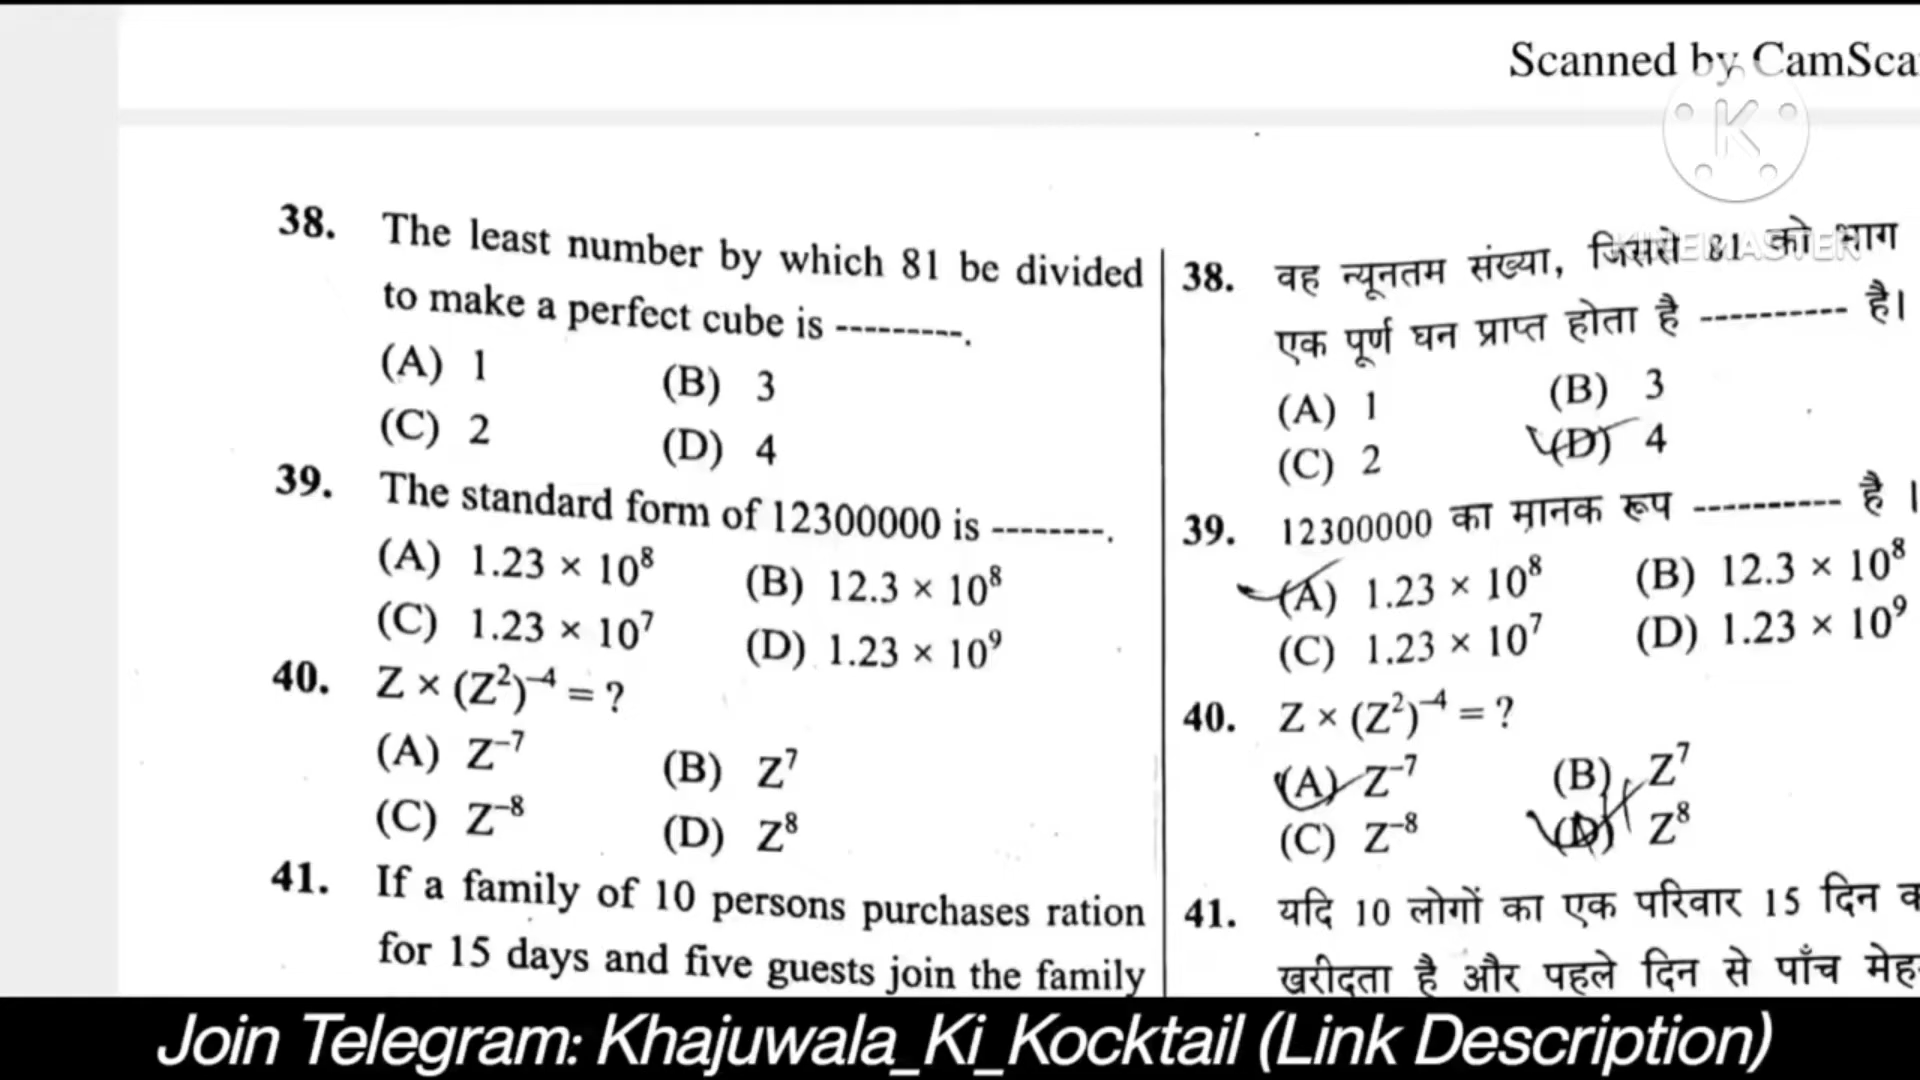 Scanned by CamSca
K
KINEMASTER
38. The least number by which 81 be divided
to make a perfect cube is ---------.
(A) 1 (B) 3
(C) 2 (D) 4
39. The standard form of 12300000 is --------.
(A) 1.23 × 10⁸ (B) 12.3 × 10⁸
(C) 1.23 × 10⁷ (D) 1.23 × 10⁹
40. Z × (Z²)⁻⁴ = ?
(A) Z⁻⁷ (B) Z⁷
(C) Z⁻⁸ (D) Z⁸
41. If a family of 10 persons purchases ration
for 15 days and five guests join the family
38. वह न्यूनतम संख्या, जिससे 81 को भाग
एक पूर्ण घन प्राप्त होता है ---------- है।
(A) 1 (B) 3
(C) 2 (D) 4
39. 12300000 का मानक रूप ---------- है ।
(A) 1.23 × 10⁸ (B) 12.3 × 10⁸
(C) 1.23 × 10⁷ (D) 1.23 × 10⁹
40. Z × (Z²)⁻⁴ = ?
(A) Z⁻⁷ (B) Z⁷
(C) Z⁻⁸ (D) Z⁸
41. यदि 10 लोगों का एक परिवार 15 दिन
खरीदता है और पहले दिन से पाँच
Join Telegram: Khajuwala_Ki_Kocktail (Link Description)